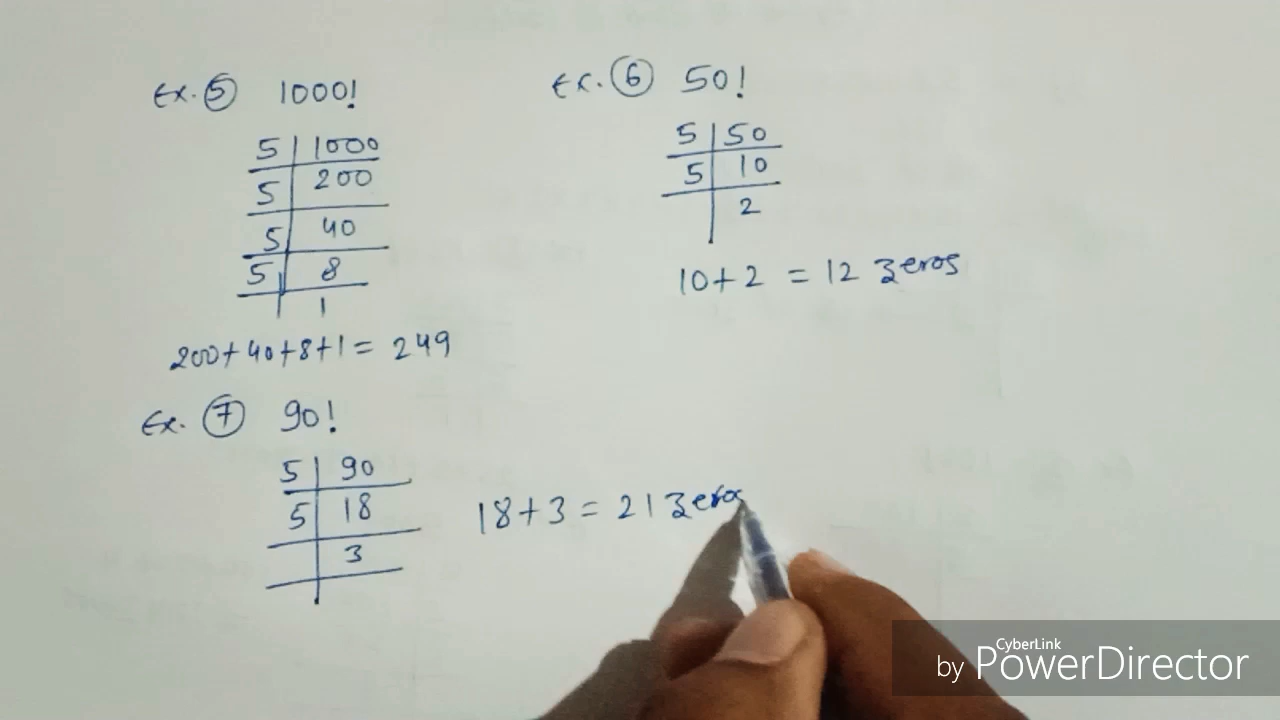 Ex. 5 1000!
5 | 1000
5 | 200
5 | 40
5 | 8
| 1
200+40+8+1 = 249
Ex. 6 50!
5 | 50
5 | 10
| 2
10+2 = 12 zeros
Ex. 7 90!
5 | 90
5 | 18
| 3
18+3 = 21 zeros
CyberLink
by PowerDirector